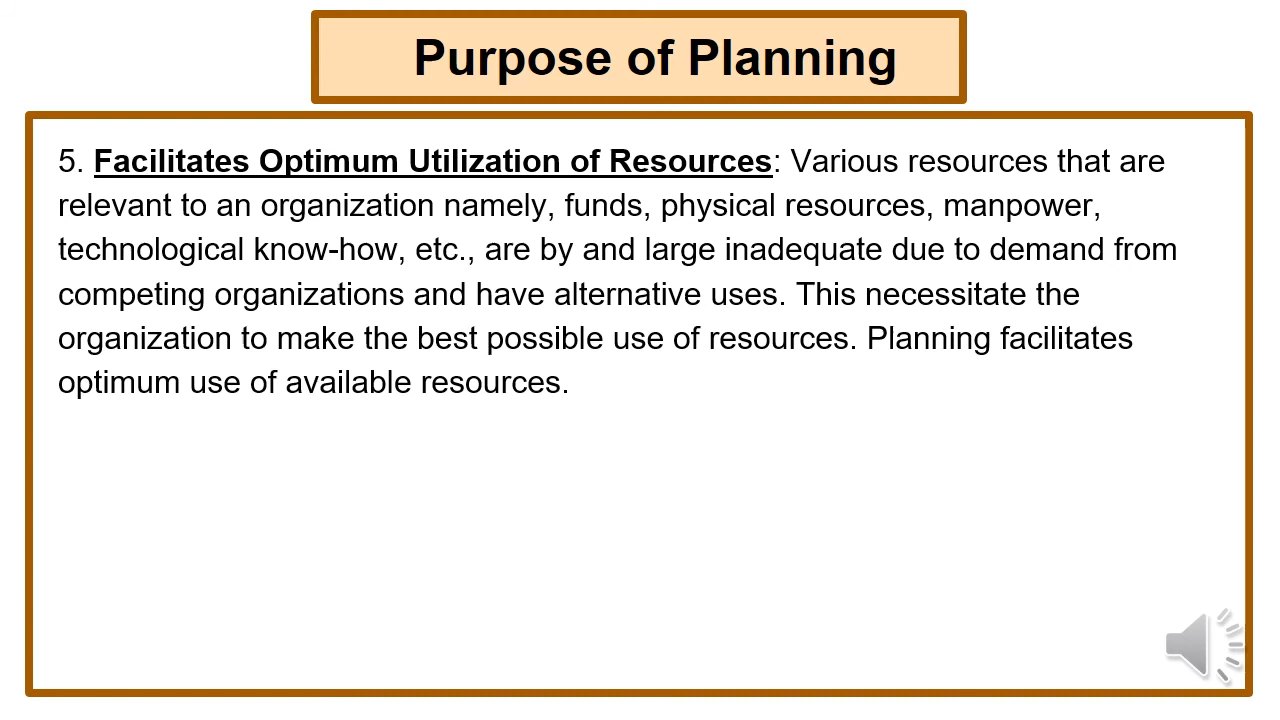 Purpose of Planning
5. Facilitates Optimum Utilization of Resources: Various resources that are
relevant to an organization namely, funds, physical resources, manpower,
technological know-how, etc., are by and large inadequate due to demand from
competing organizations and have alternative uses. This necessitate the
organization to make the best possible use of resources. Planning facilitates
optimum use of available resources.